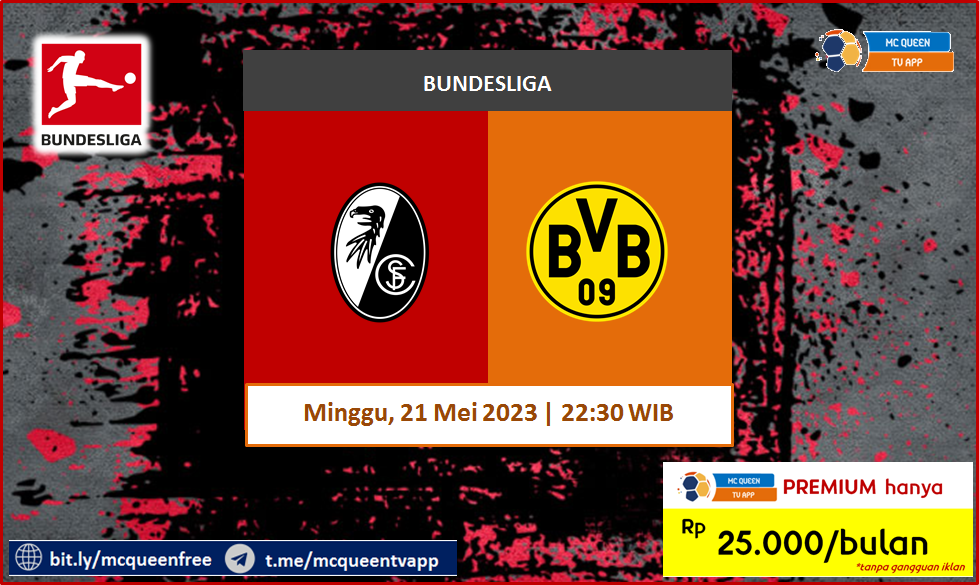 BUNDESLIGA
MC QUEEN
TV APP
BUNDESLIGA
SC
F
BVB
09
Minggu, 21 Mei 2023 | 22:30 WIB
MC QUEEN
TV APP
PREMIUM hanya
Rp 25.000/bulan
*tanpa gangguan iklan
bit.ly/mcqueenfree
t.me/mcqueentvapp